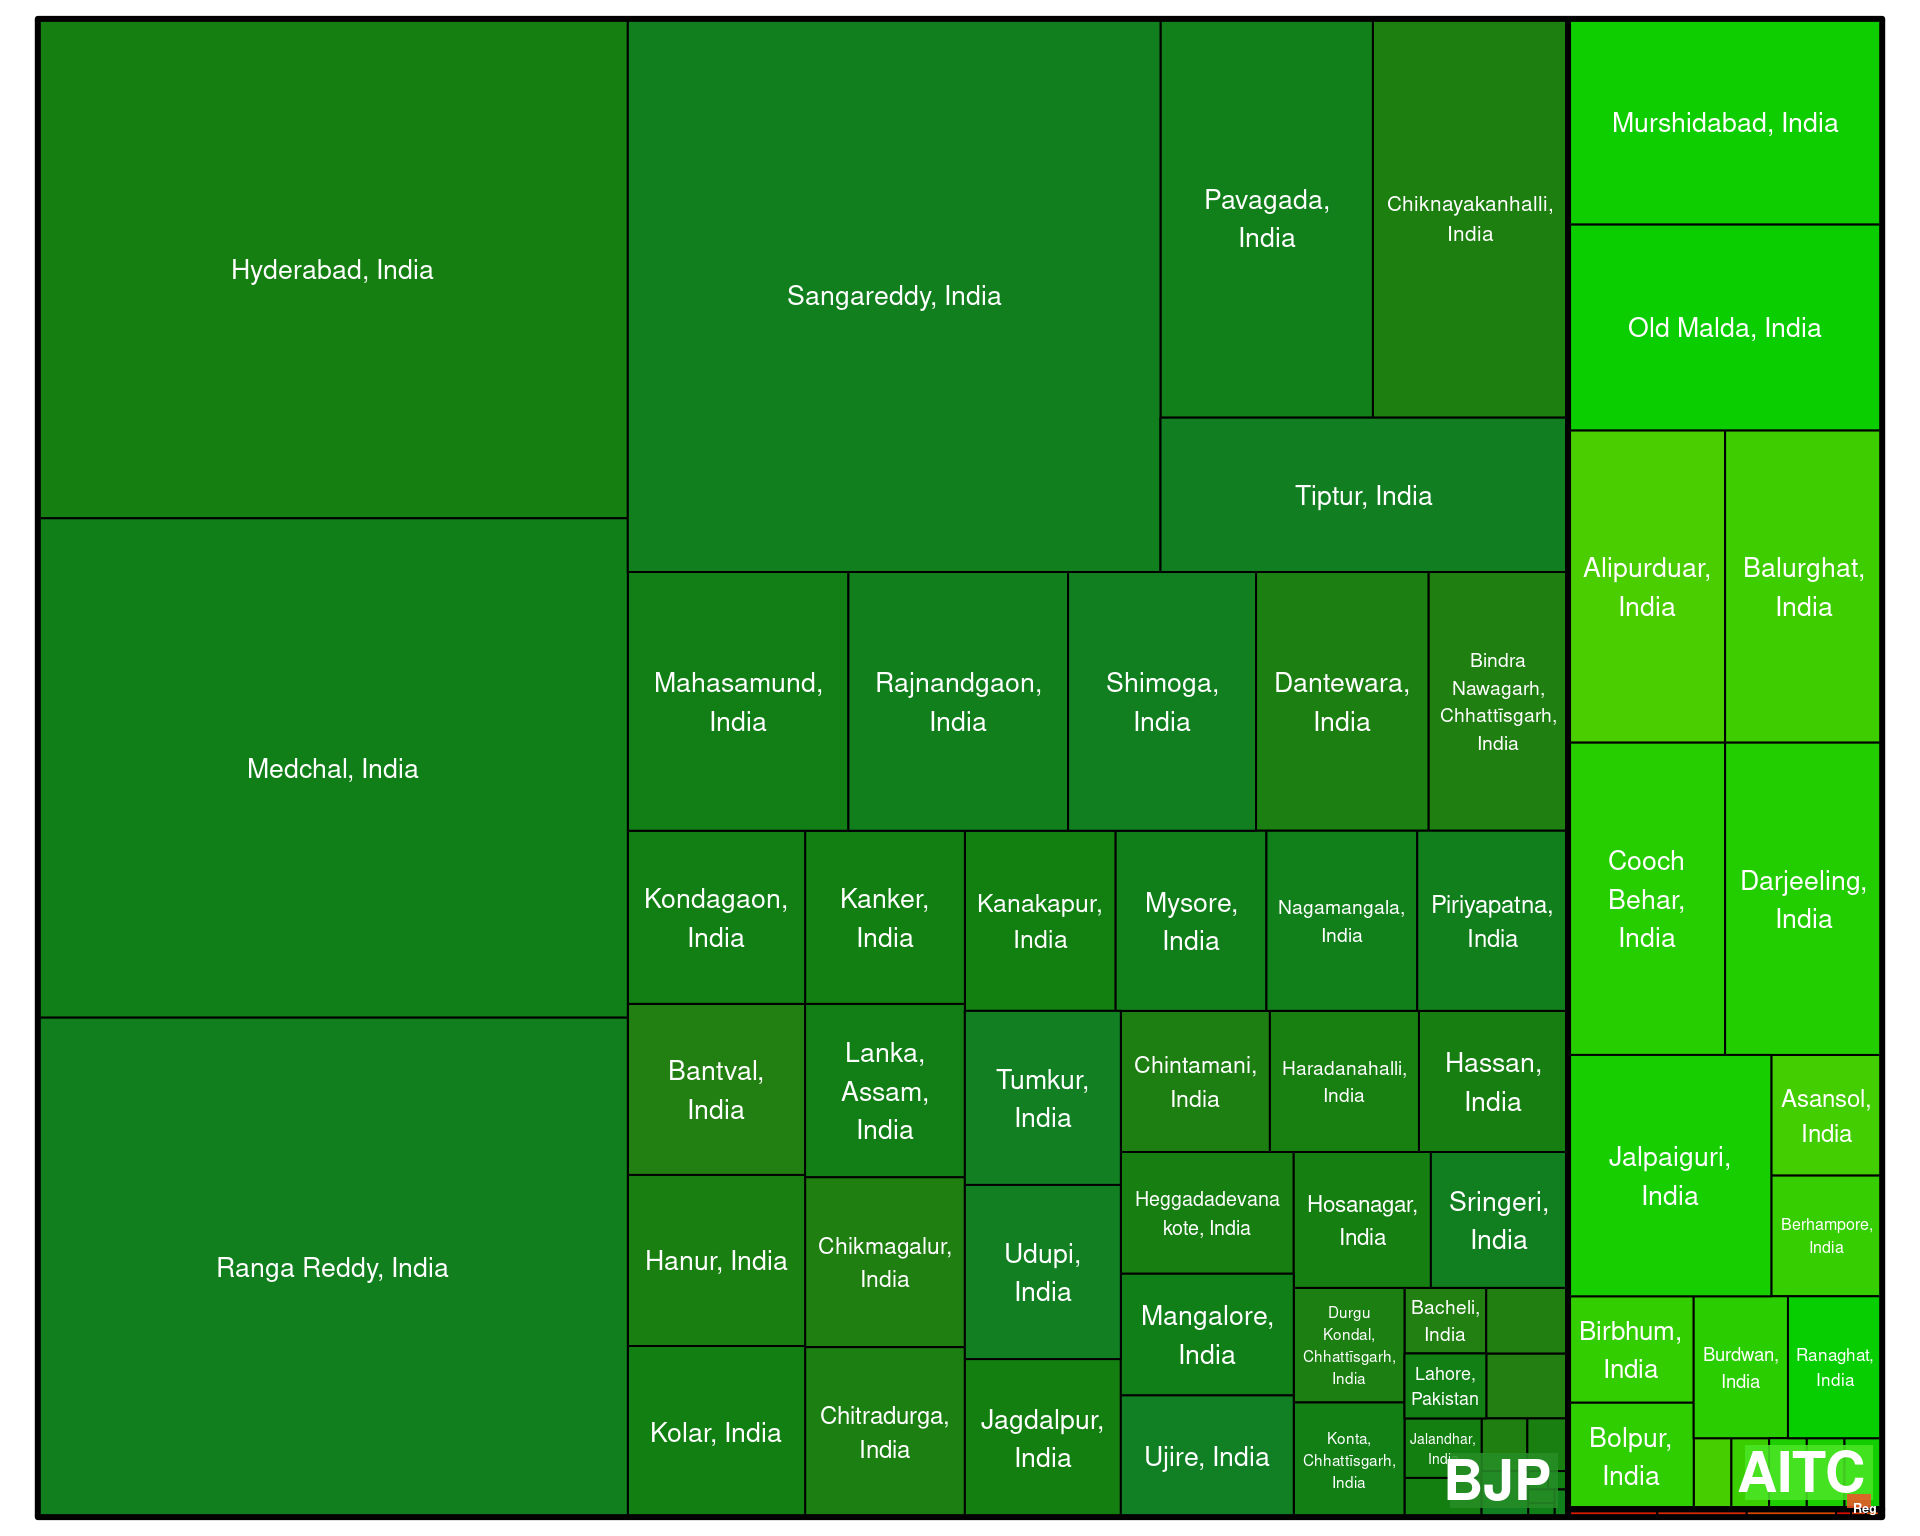 Hyderabad, India
Medchal, India
Ranga Reddy, India
Sangareddy, India
Pavagada,
India
Chiknayakanhalli,
India
Tiptur, India
Mahasamund,
India
Rajnandgaon,
India
Shimoga,
India
Dantewara,
India
Bindra
Nawagarh,
Chhattīsgarh,
India
Kondagaon,
India
Kanker,
India
Kanakapur,
India
Mysore,
India
Nagamangala,
India
Piriyapatna,
India
Bantval,
India
Lanka,
Assam,
India
Tumkur,
India
Chintamani,
India
Haradanahalli,
India
Hassan,
India
Hanur, India
Chikmagalur,
India
Udupi,
India
Heggadadevana
kote, India
Hosanagar,
India
Sringeri,
India
Mangalore,
India
Durgu
Kondal,
Chhattīsgarh,
India
Bacheli,
India
Lahore,
Pakistan
Kolar, India
Chitradurga,
India
Jagdalpur,
India
Ujire, India
Konta,
Chhattīsgarh,
India
Jalandhar,
BJP
Murshidabad, India
Old Malda, India
Alipurduar,
India
Balurghat,
India
Cooch
Behar,
India
Darjeeling,
India
Jalpaiguri,
India
Asansol,
India
Berhampore,
India
Birbhum,
India
Burdwan,
India
Ranaghat,
India
Bolpur,
India
AITC
Reg